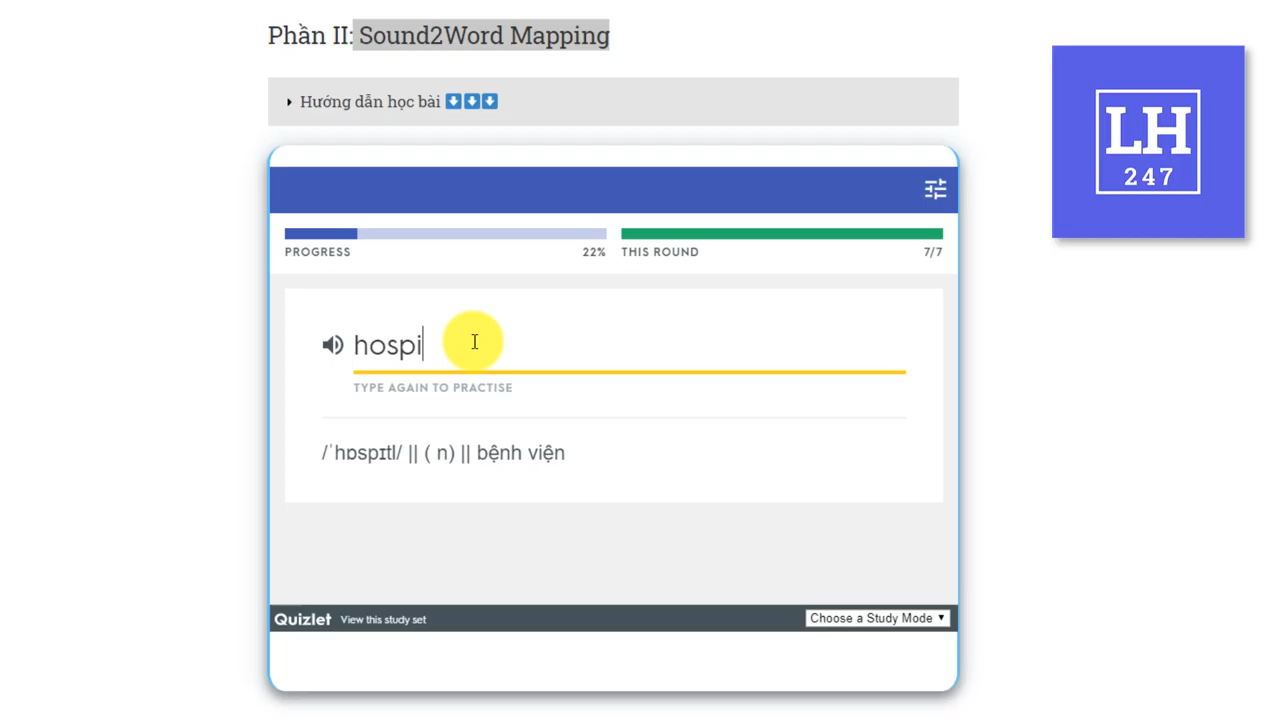 Phần II: Sound2Word Mapping
Hướng dẫn học bài
LH
247
PROGRESS 22% THIS ROUND 7/7
hospi
TYPE AGAIN TO PRACTISE
/ˈhɒspɪtl/ || ( n) || bệnh viện
Quizlet View this study set Choose a Study Mode